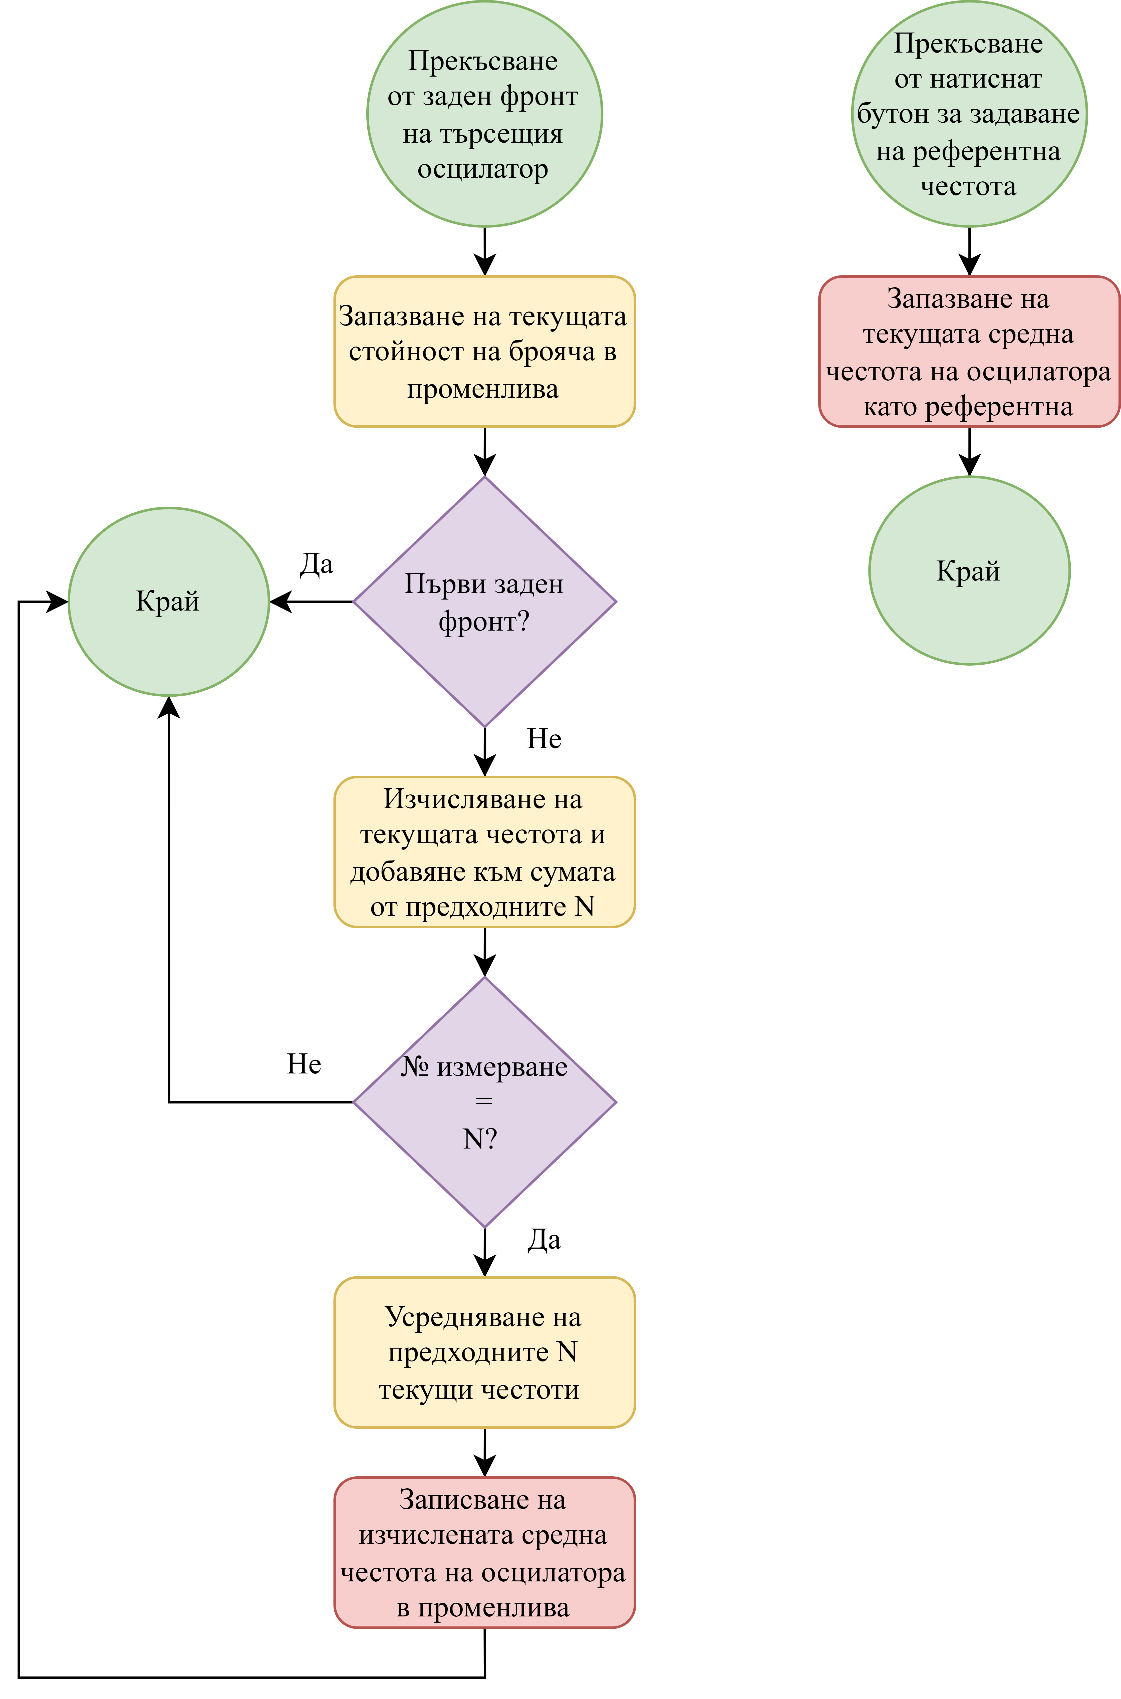 Прекъсване
от заден фронт
на търсещия
осцилатор
Запазване на текущата
стойност на брояча в
променлива
Първи заден
фронт?
Да
Край
Не
Изчисляване на
текущата честота и
добавяне към сумата
от предходните N
№ измерване
=
N?
Не
Да
Усредняване на
предходните N
текущи честоти
Записване на
изчислената средна
честота на осцилатора
в променлива
Прекъсване
от натиснат
бутон за задаване
на референтна
честота
Запазване на
текущата средна
честота на осцилатора
като референтна
Край